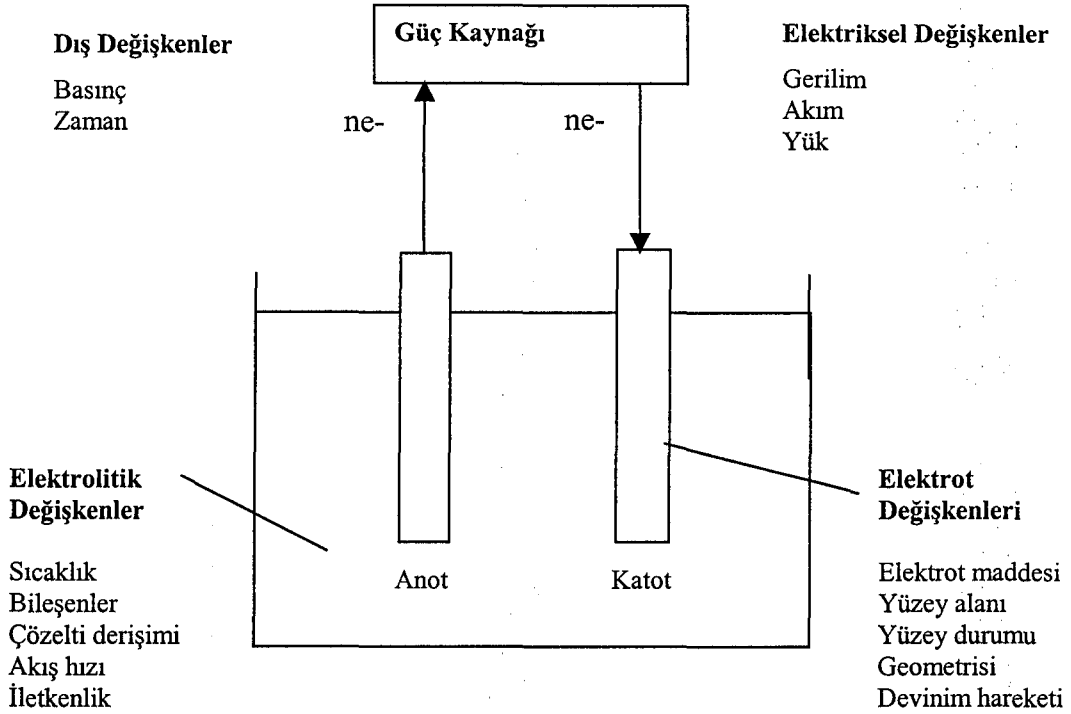 Dış Değişkenler
Basınç
Zaman
Güç Kaynağı
Elektriksel Değişkenler
Gerilim
Akım
Yük
ne-
ne-
Elektrolitik
Değişkenler
Sıcaklık
Bileşenler
Çözelti derişimi
Akış hızı
İletkenlik
Anot
Katot
Elektrot
Değişkenleri
Elektrot maddesi
Yüzey alanı
Yüzey durumu
Geometrisi
Devinim hareketi